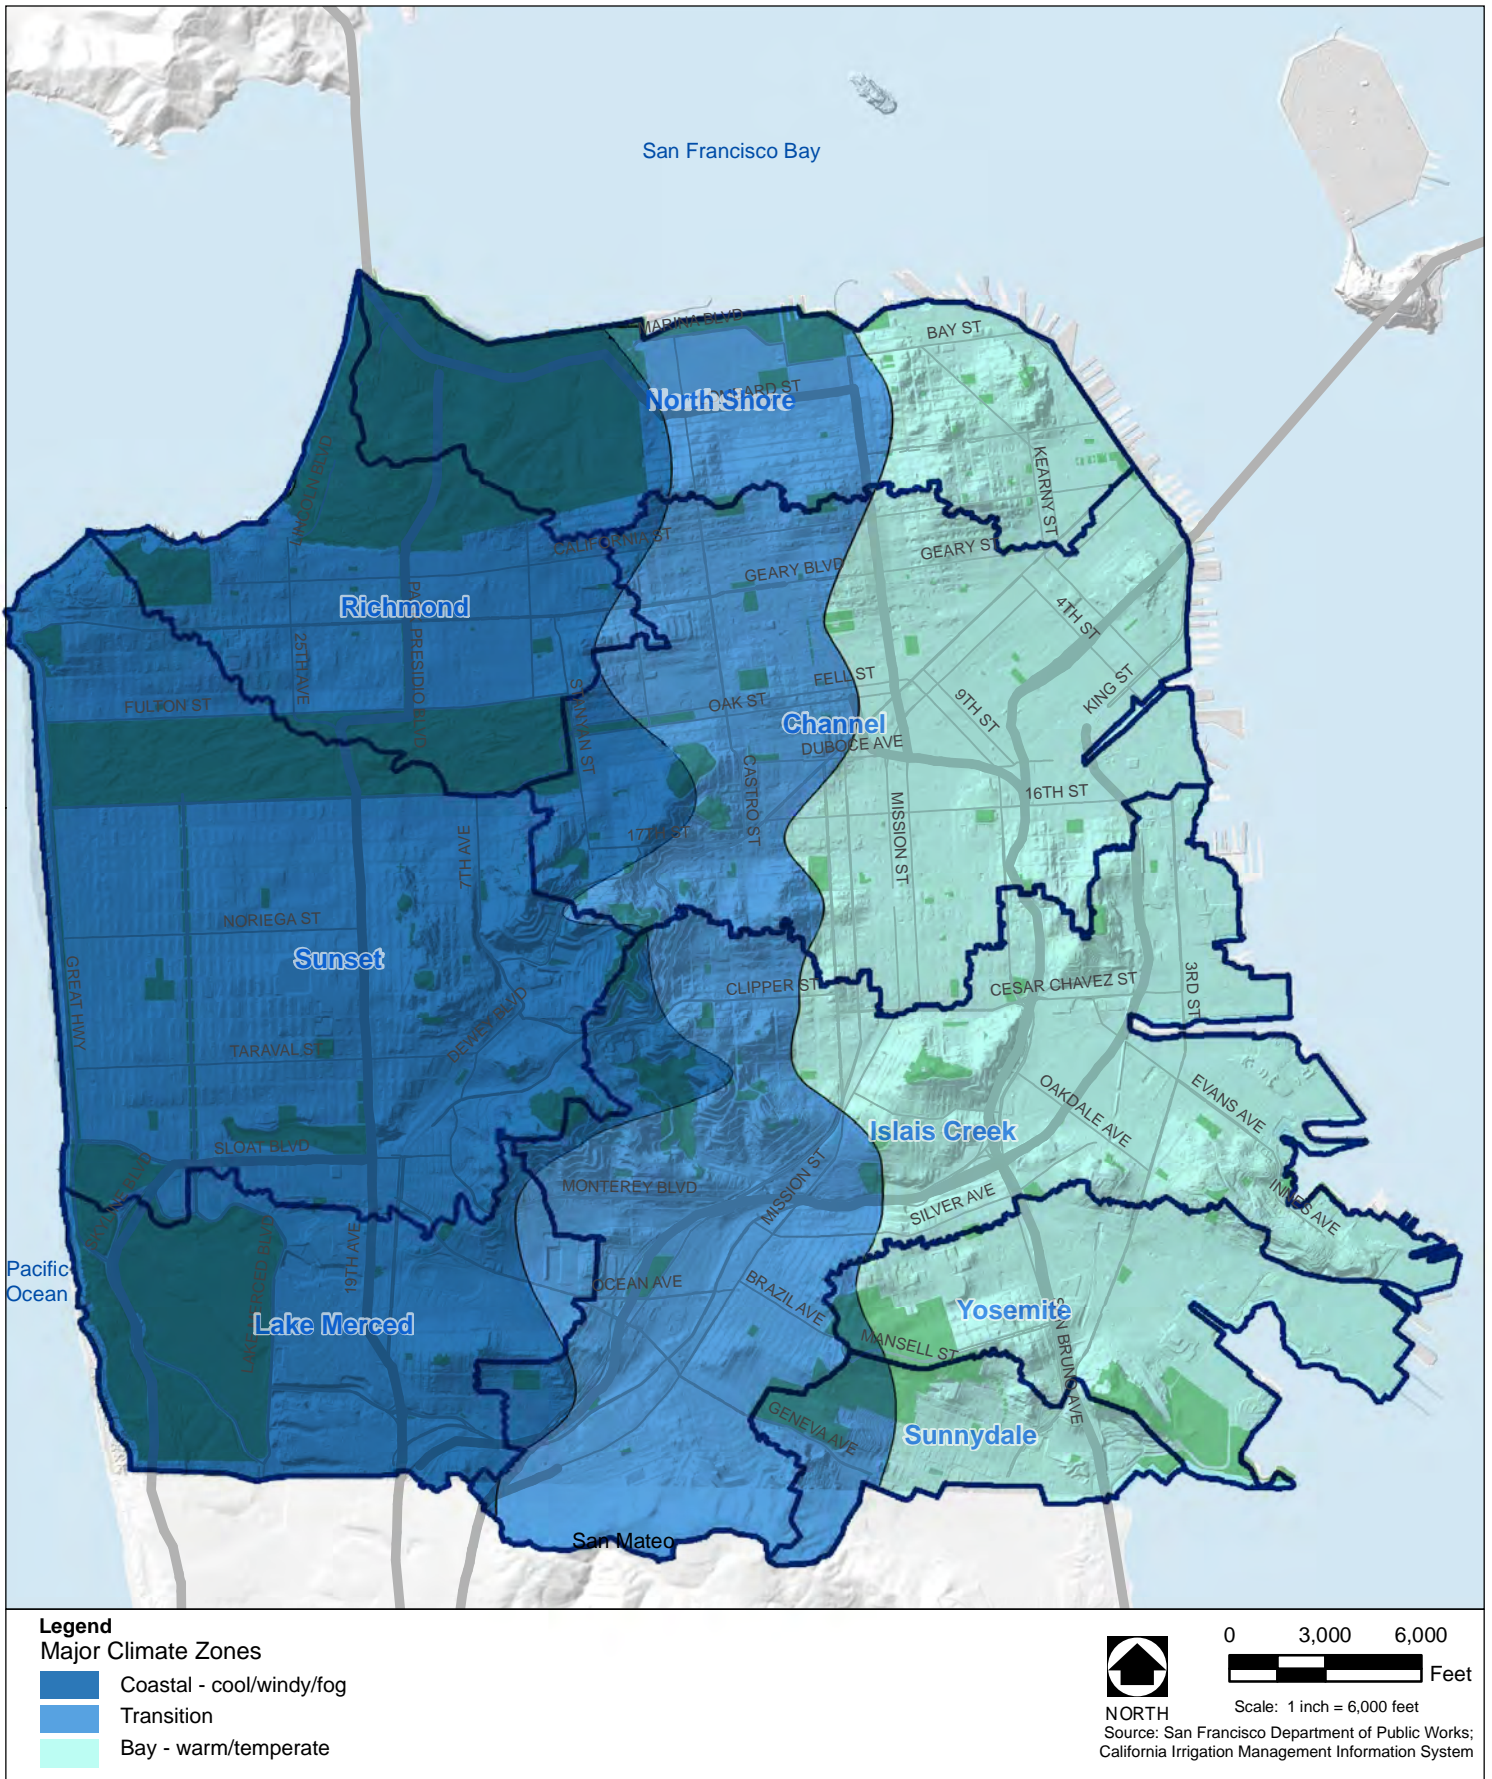 San Francisco Bay
MARINA BLVD
BAY ST
North Shore
KEARNY ST
CALIFORNIA ST
GEARY ST
GEARY BLVD
Richmond
4TH ST
25TH AVE
FELL ST
KING ST
FULTON ST
STANYAN ST
OAK ST
9TH ST
Channel
DUBOCE AVE
CASTRO ST
16TH ST
MISSION ST
17TH ST
7TH AVE
NORIEGA ST
Sunset
GREAT HWY
CLIPPER ST
CESAR CHAVEZ ST
3RD ST
DEWEY BLVD
TARAVAL ST
OAKDALE AVE
EVANS AVE
Islais Creek
SLOAT BLVD
MONTEREY BLVD
MISSION ST
SILVER AVE
INNES AVE
19TH AVE
Pacific
Ocean
OCEAN AVE
BRAZIL AVE
Yosemite
Lake Merced
MANSELL ST
SAN BRUNO AVE
GENEVA AVE
Sunnydale
San Mateo
Legend
Major Climate Zones
Coastal - cool/windy/fog
Transition
Bay - warm/temperate
NORTH
0 3,000 6,000
Feet
Scale: 1 inch = 6,000 feet
Source: San Francisco Department of Public Works;
California Irrigation Management Information System